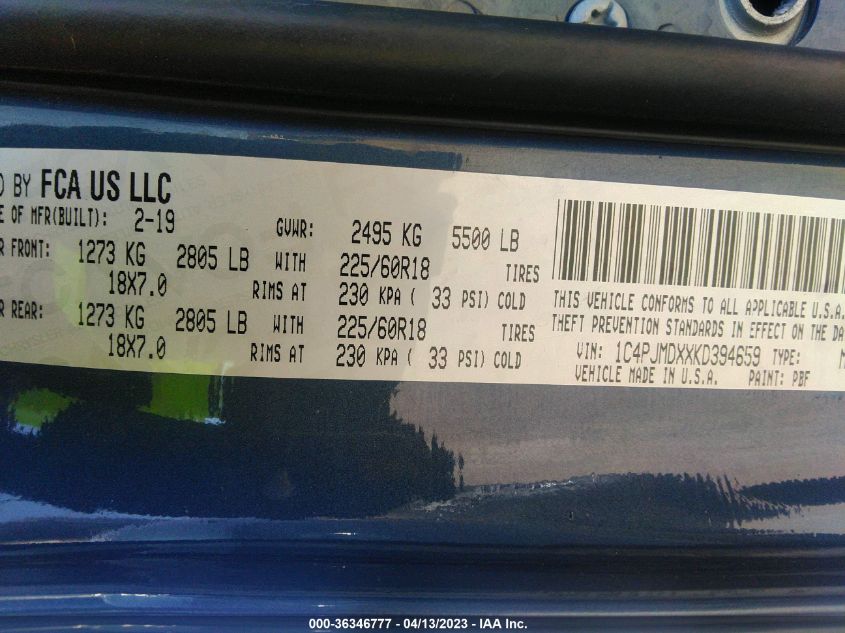 D BY FCA US LLC
E OF MFR(BUILT): 2-19 GVWR: 2495 KG 5500 LB
R FRONT: 1273 KG 2805 LB WITH 225/60R18 TIRES
18X7.0 RIMS AT 230 KPA ( 33 PSI) COLD
R REAR: 1273 KG 2805 LB WITH 225/60R18 TIRES
18X7.0 RIMS AT 230 KPA ( 33 PSI) COLD
THIS VEHICLE CONFORMS TO ALL APPLICABLE U.S.A.
THEFT PREVENTION STANDARDS IN EFFECT ON THE DA
VIN: 1C4PJMDXXKD394659 TYPE: M
VEHICLE MADE IN U.S.A. PAINT: PBF
000-36346777 - 04/13/2023 - IAA Inc.